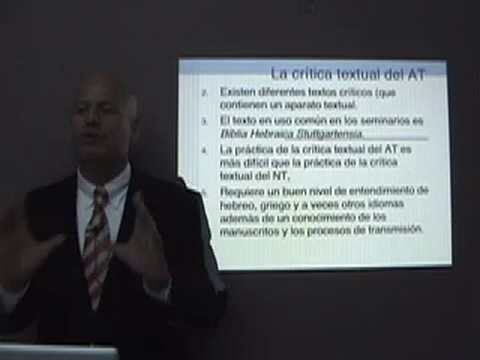 La crítica textual del AT
2. Existen diferentes textos críticos (que
contienen un aparato textual.
3. El texto en uso común en los seminarios es
Biblia Hebraica Stuttgartensia.
4. La práctica de la crítica textual del AT es
más difícil que la práctica de la crítica
textual del NT,
5. Requiere un buen nivel de entendimiento de
hebreo, griego y a veces otros idiomas
además de un conocimiento de los
manuscritos y los procesos de transmisión.